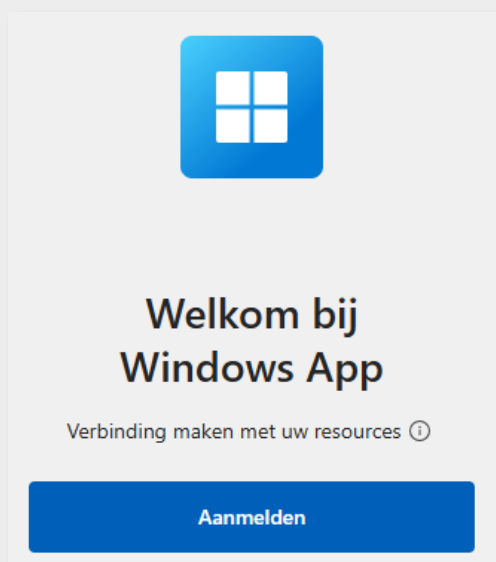 Welkom bij
Windows App
Verbinding maken met uw resources
Aanmelden